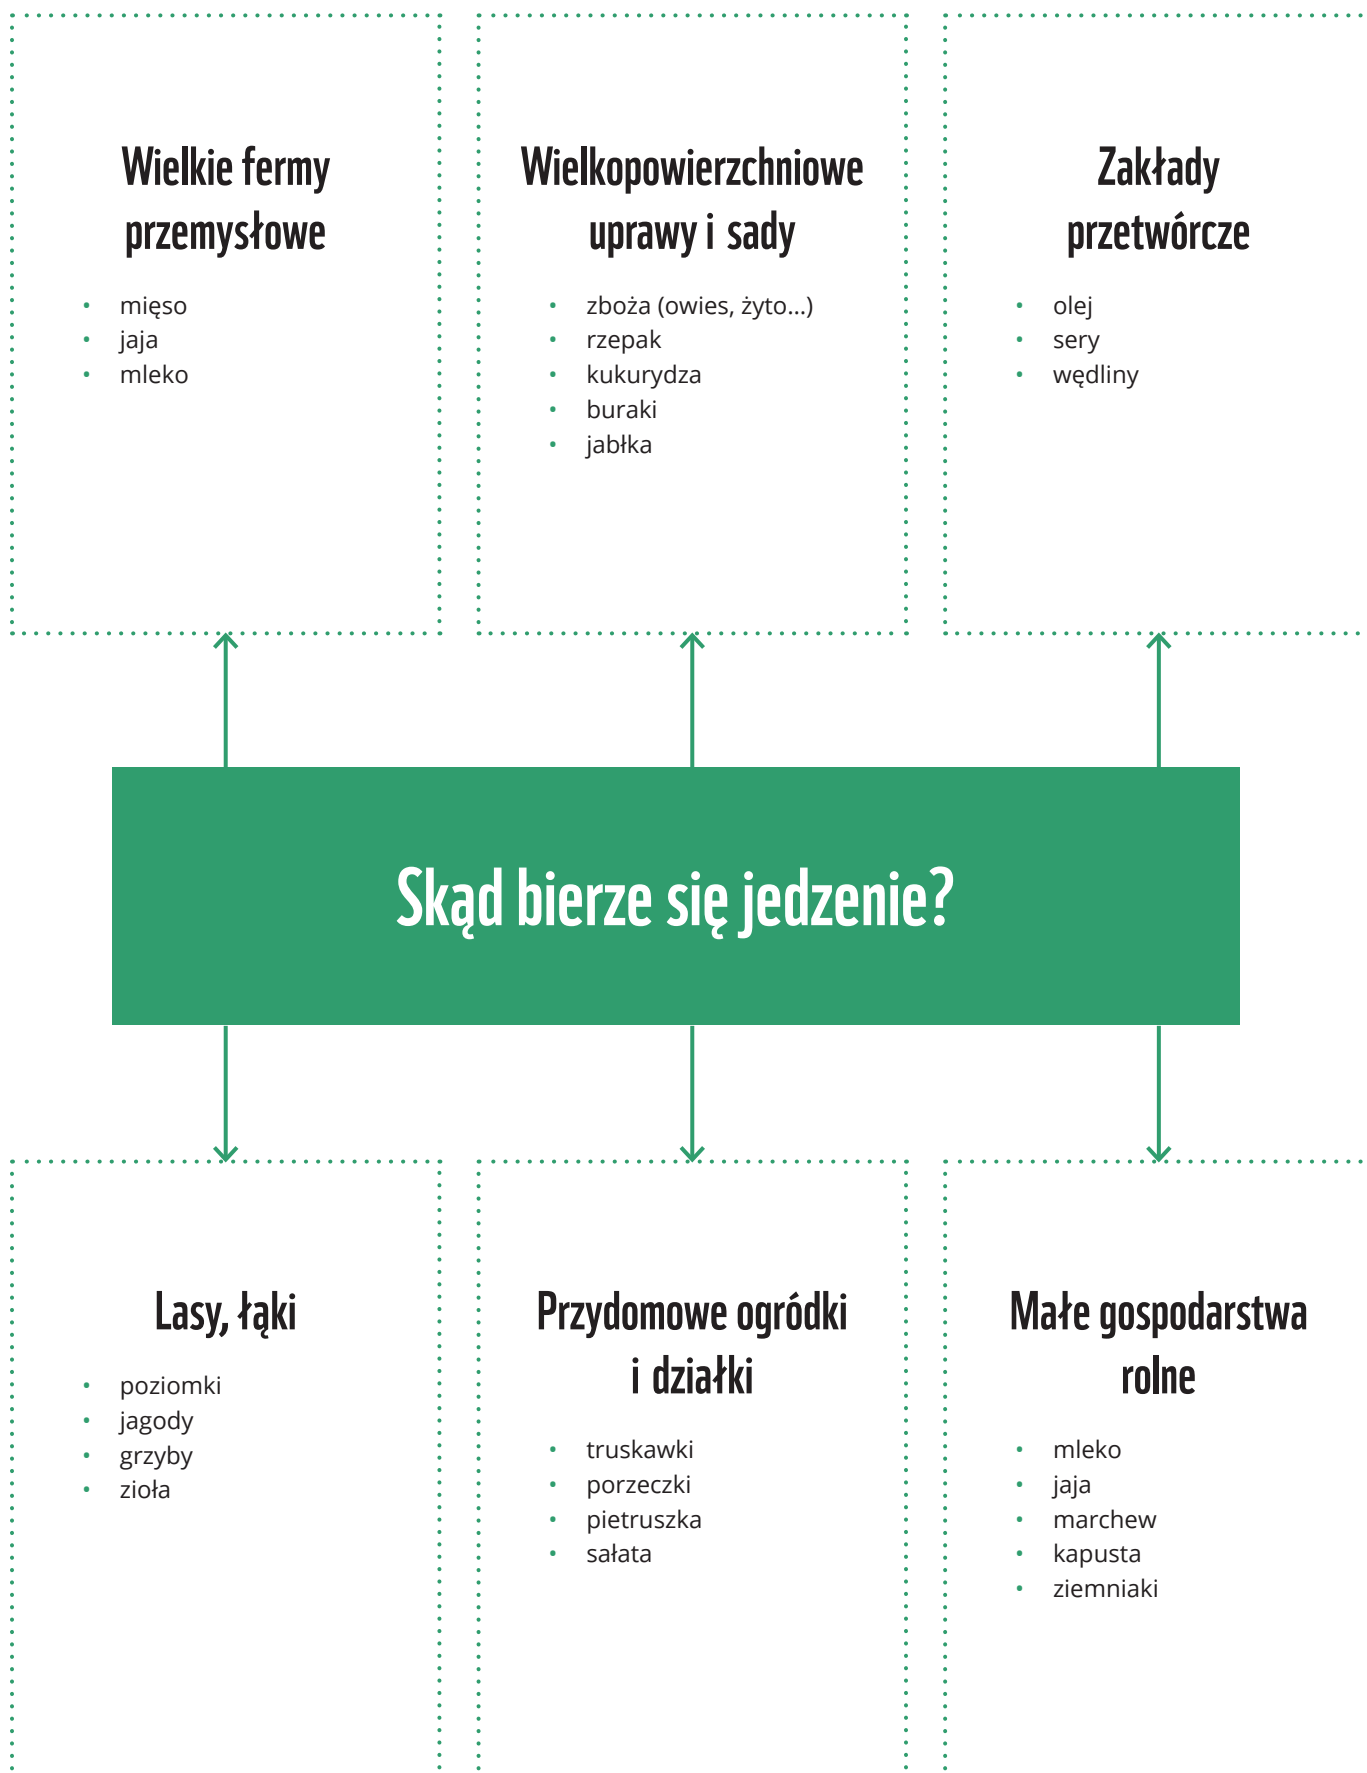 Wielkie fermy
przemysłowe
• mięso
• jaja
• mleko
Wielkopowierzchniowe
uprawy i sady
• zboża (owies, żyto...)
• rzepak
• kukurydza
• buraki
• jabłka
Zakłady
przetwórcze
• olej
• sery
• wędliny
Skąd bierze się jedzenie?
Lasy, łąki
• poziomki
• jagody
• grzyby
• zioła
Przydomowe ogródki
i działki
• truskawki
• porzeczki
• pietruszka
• sałata
Małe gospodarstwa
rolne
• mleko
• jaja
• marchew
• kapusta
• ziemniaki